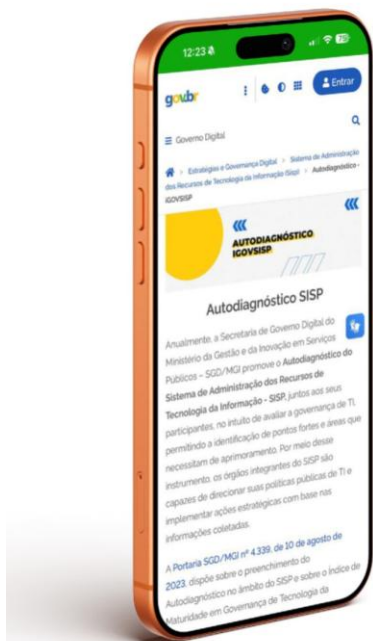 12:23
79
gov.br
Entrar
Governo Digital
> Estratégias e Governança Digital > Sistema de Administração
dos Recursos de Tecnologia da Informação (Sisp) > Autodiagnóstico -
IGOVSISP
AUTODIAGNÓSTICO
IGOVSISP
Autodiagnóstico SISP
Anualmente, a Secretaria de Governo Digital do
Ministério da Gestão e da Inovação em Serviços
Públicos – SGD/MGI promove o Autodiagnóstico do
Sistema de Administração dos Recursos de
Tecnologia da Informação - SISP, juntos aos seus
participantes, no intuito de avaliar a governança de TI,
permitindo a identificação de pontos fortes e áreas que
necessitam de aprimoramento. Por meio desse
instrumento, os órgãos integrantes do SISP são
capazes de direcionar suas políticas públicas de TI e
implementar ações estratégicas com base nas
informações coletadas.
A Portaria SGD/MGI nº 4.339, de 10 de agosto de
2023, dispõe sobre o preenchimento do
Autodiagnóstico no âmbito do SISP e sobre o Índice de
Maturidade em Governança de Tecnologia da